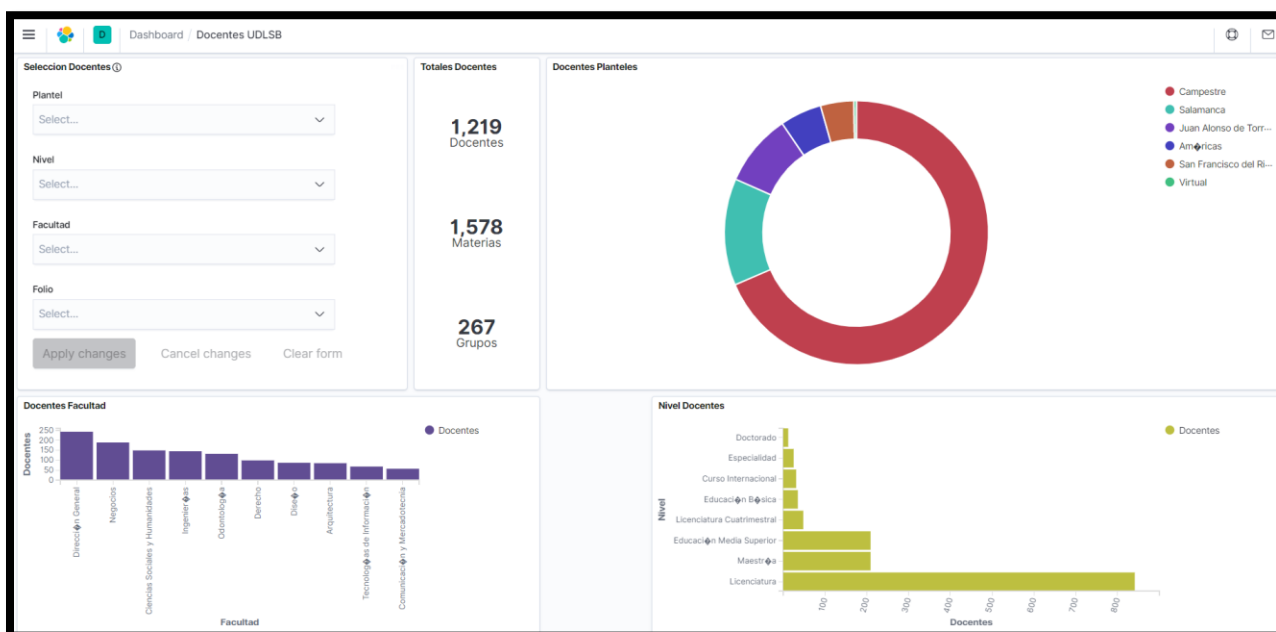 D Dashboard / Docentes UDLSB
Seleccion Docentes
Plantel
Select...
Nivel
Select...
Facultad
Select...
Folio
Select...
Apply changes Cancel changes Clear form
Totales Docentes
1,219
Docentes
1,578
Materias
267
Grupos
Docentes Planteles
Campestre
Salamanca
Juan Alonso de Torr...
Am�ricas
San Francisco del Ri...
Virtual
Docentes Facultad
Docentes
250
200
150
100
50
0
Direcci�n General
Negocios
Ciencias Sociales y Humanidades
Ingenier�as
Odontolog�a
Derecho
Dise�o
Arquitectura
Tecnolog�as de Informaci�n
Comunicaci�n y Mercadotecnia
Facultad
Docentes
Nivel Docentes
Nivel
Doctorado
Especialidad
Curso Internacional
Educaci�n B�sica
Licenciatura Cuatrimestral
Educaci�n Media Superior
Maestr�a
Licenciatura
100
200
300
400
500
600
700
800
Docentes
Docentes